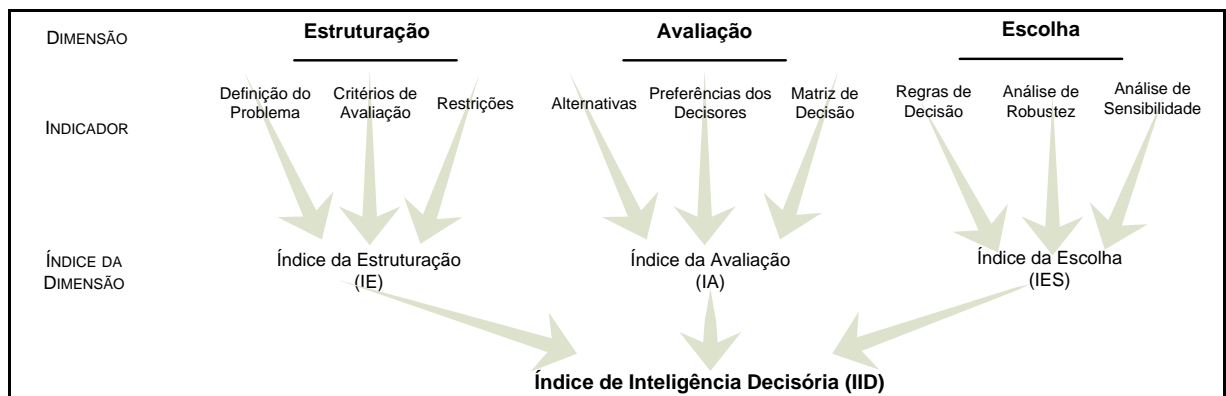 DIMENSÃO
Estruturação
Avaliação
Escolha
INDICADOR
Definição do
Problema
Critérios de
Avaliação
Restrições
Alternativas
Preferências dos
Decisores
Matriz de
Decisão
Regras de
Decisão
Análise de
Robustez
Análise de
Sensibilidade
ÍNDICE DA
DIMENSÃO
Índice da Estruturação
(IE)
Índice da Avaliação
(IA)
Índice da Escolha
(IES)
Índice de Inteligência Decisória (IID)